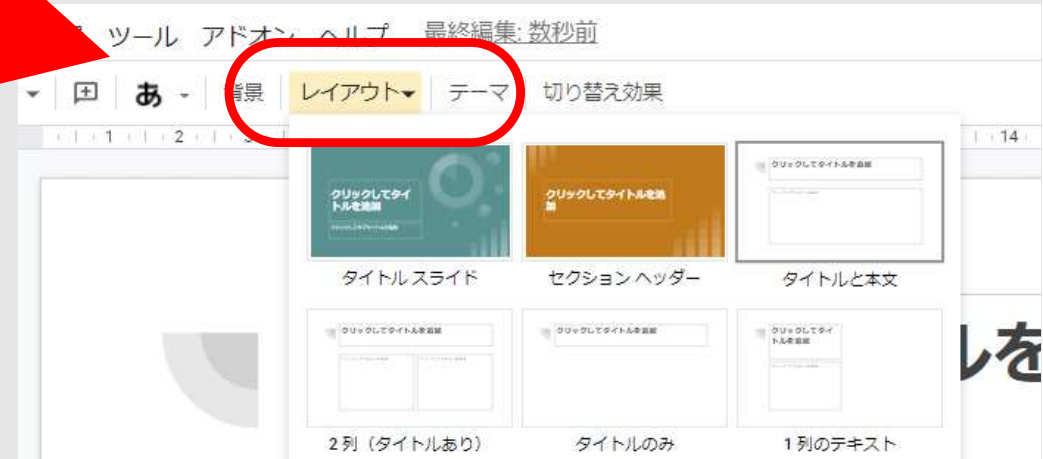 ツール アドオン ヘルプ 最終編集: 数秒前
あ 背景 レイアウト テーマ 切り替え効果
1 2 3 14
クリックしてタイ
トルを追加
クリックしてタイトルを追
加
クリックしてタイトルを追加
タイトル スライド セクション ヘッダー タイトルと本文
クリックしてタイトルを追加 クリックしてタイトルを追加 クリックしてタイ
トルを追加
ルを
2 列（タイトルあり） タイトルのみ 1 列のテキスト